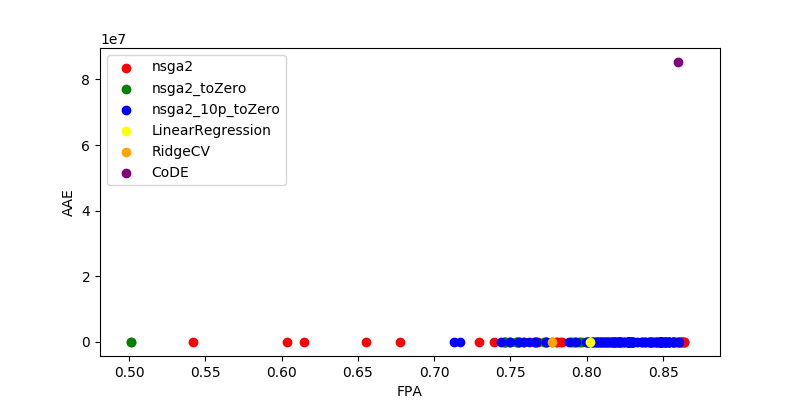 1e7
8
6
4
2
0
AAE
nsga2
nsga2_toZero
nsga2_10p_toZero
LinearRegression
RidgeCV
CoDE
0.50 0.55 0.60 0.65 0.70 0.75 0.80 0.85
FPA